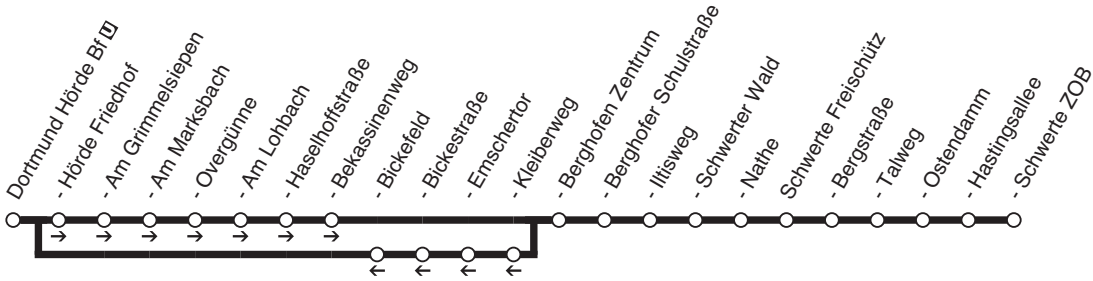 Dortmund Hörde Bf U
- Hörde Friedhof
- Am Grimmelsiepen
- Am Marksbach
- Overgünne
- Am Lohbach
- Haselhoffstraße
- Bekassinenweg
- Bickefeld
- Bickestraße
- Emschertor
- Kleiberweg
- Berghofen Zentrum
- Berghofer Schulstraße
- Iltisweg
- Schwerter Wald
- Nathe
Schwerte Freischütz
- Bergstraße
- Talweg
- Ostendamm
- Hastingsallee
- Schwerte ZOB